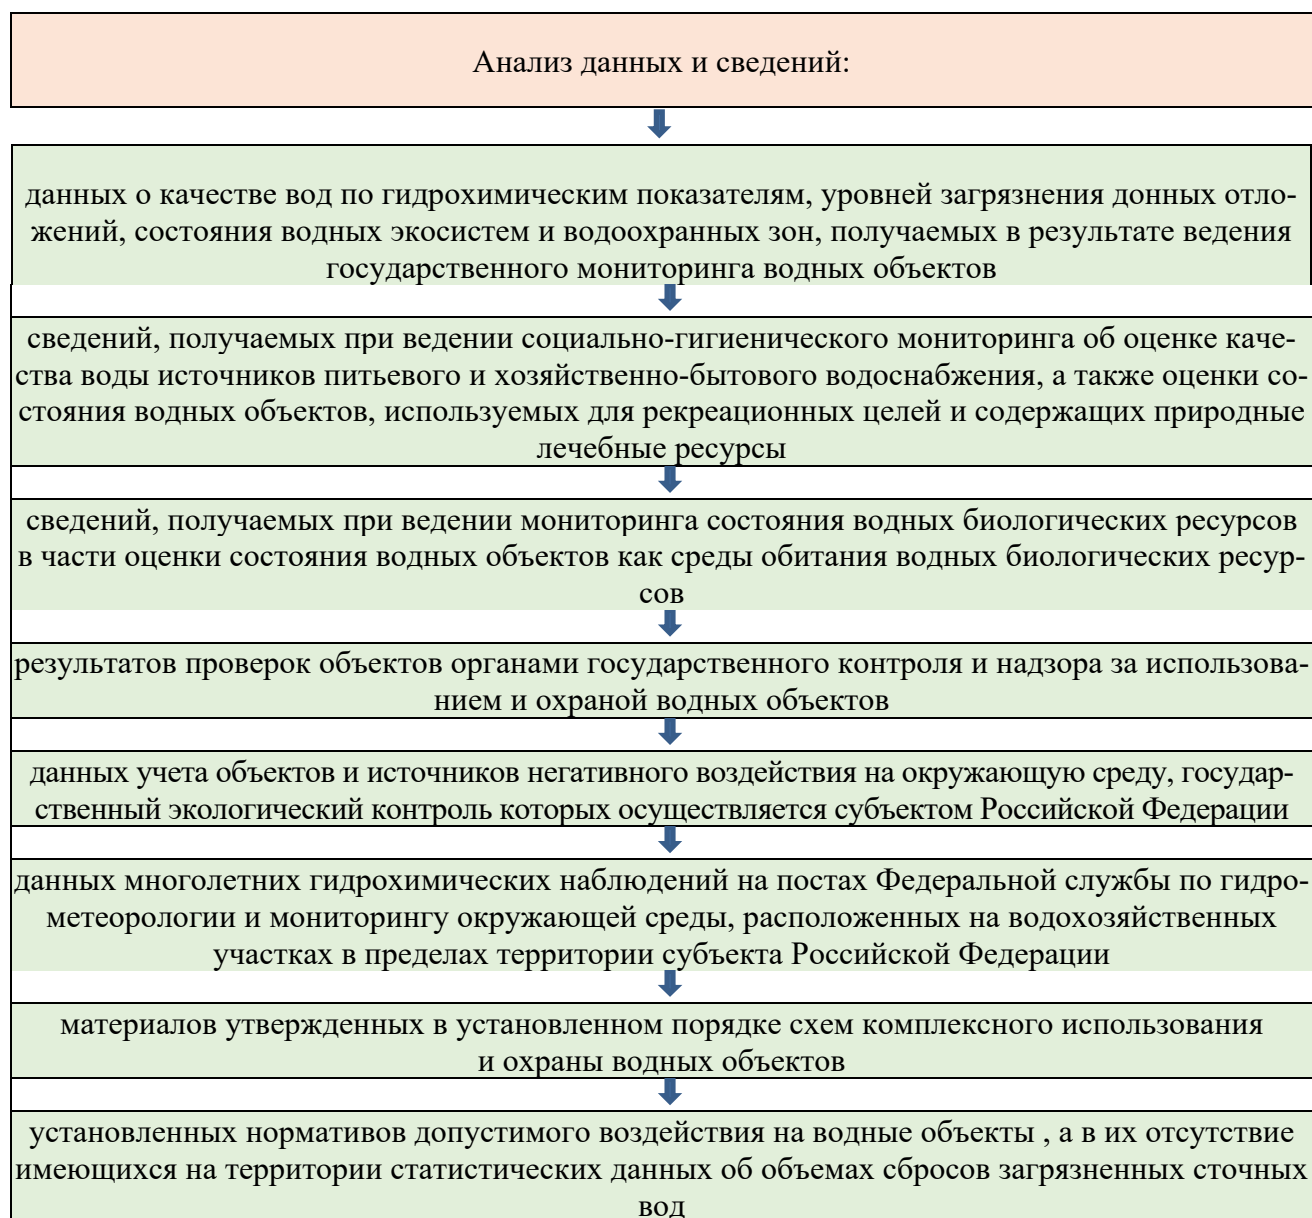 Анализ данных и сведений:
данных о качестве вод по гидрохимическим показателям, уровней загрязнения донных отло-
жений, состояния водных экосистем и водоохранных зон, получаемых в результате ведения
государственного мониторинга водных объектов
сведений, получаемых при ведении социально-гигиенического мониторинга об оценке каче-
ства воды источников питьевого и хозяйственно-бытового водоснабжения, а также оценки со-
стояния водных объектов, используемых для рекреационных целей и содержащих природные
лечебные ресурсы
сведений, получаемых при ведении мониторинга состояния водных биологических ресурсов
в части оценки состояния водных объектов как среды обитания водных биологических ресур-
сов
результатов проверок объектов органами государственного контроля и надзора за использова-
нием и охраной водных объектов
данных учета объектов и источников негативного воздействия на окружающую среду, государ-
ственный экологический контроль которых осуществляется субъектом Российской Федерации
данных многолетних гидрохимических наблюдений на постах Федеральной службы по гидро-
метеорологии и мониторингу окружающей среды, расположенных на водохозяйственных
участках в пределах территории субъекта Российской Федерации
материалов утвержденных в установленном порядке схем комплексного использования
и охраны водных объектов
установленных нормативов допустимого воздействия на водные объекты , а в их отсутствие
имеющихся на территории статистических данных об объемах сбросов загрязненных сточных
вод